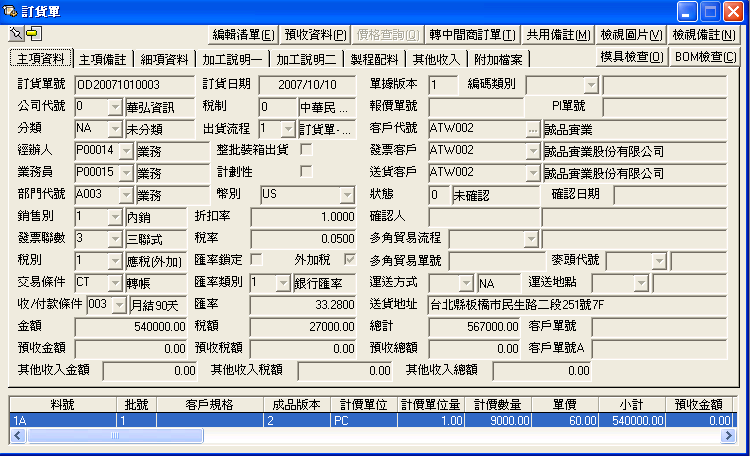 訂貨單
編輯清單(E) 預收資料(P) 價格查詢(Q) 轉中間商訂單(T) 共用備註(M) 檢視圖片(V) 檢視備註(N)
主項資料 主項備註 細項資料 加工說明一 加工說明二 製程配料 其他收入 附加檔案 模具檢查(O) BOM檢查(C)
訂貨單號 OD20071010003 訂貨日期 2007/10/10 單據版本 1 編碼類別
公司代號 0 華弘資訊 稅制 0 中華民 ... 報價單號 PI單號
分類 NA 未分類 出貨流程 1 訂貨單- ... 客戶代號 ATW002 ... 誠品實業
經辦人 P00014 業務 整批裝箱出貨 發票客戶 ATW002 誠品實業股份有限公司
業務員 P00015 業務 計劃性 送貨客戶 ATW002 誠品實業股份有限公司
部門代號 A003 業務 幣別 US 狀態 0 未確認 確認日期
銷售別 1 內銷 折扣率 1.0000 確認人
發票聯數 3 三聯式 稅率 0.0500 多角貿易流程
稅別 1 應稅(外加) 匯率鎖定 外加稅 多角貿易單號 麥頭代號
交易條件 CT 轉帳 匯率類別 1 銀行匯率 運送方式 NA 運送地點
收/付款條件 003 月結90天 匯率 33.2800 送貨地址 台北縣板橋市民生路二段251號7F
金額 540000.00 稅額 27000.00 總計 567000.00 客戶單號
預收金額 0.00 預收稅額 0.00 預收總額 0.00 客戶單號A
其他收入金額 0.00 其他收入稅額 0.00 其他收入總額 0.00
料號 批號 客戶規格 成品版本 計價單位 計價單位量 計價數量 單價 小計 預收金額
1A 1 2 PC 1.00 9000.00 60.00 540000.00 0.00